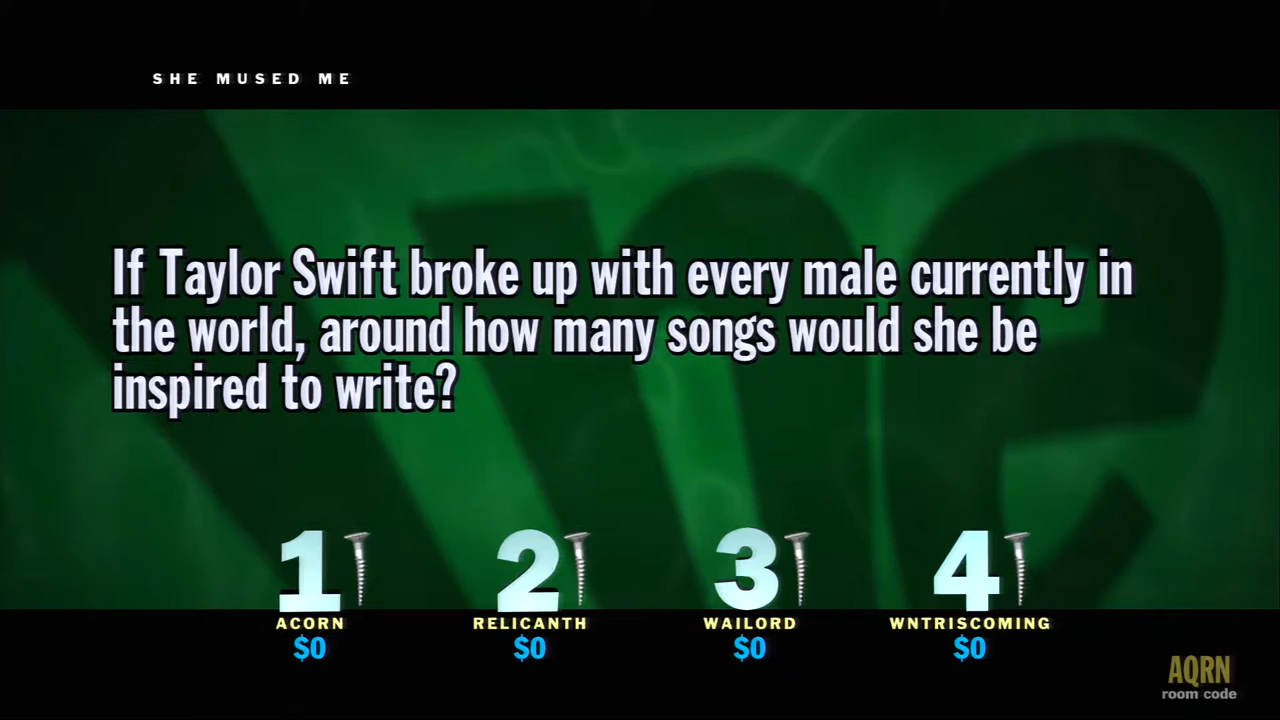 SHE MUSED ME
If Taylor Swift broke up with every male currently in
the world, around how many songs would she be
inspired to write?
1 2 3 4
ACORN RELICANTH WAILORD WNTRISCOMING
$0 $0 $0 $0
AQRN
room code